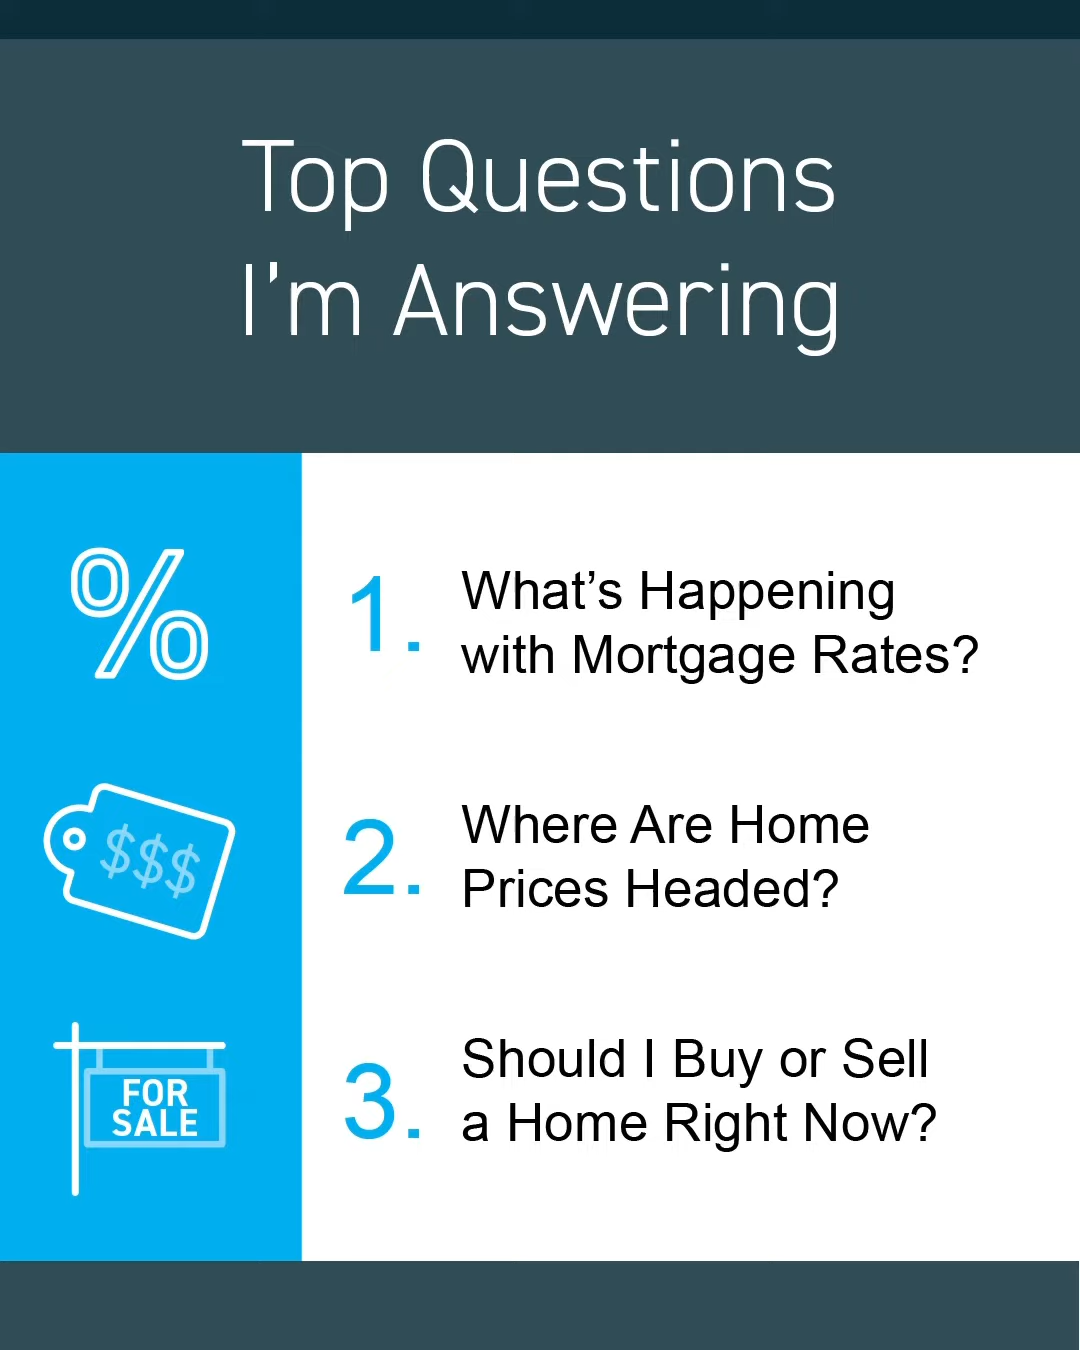 Top Questions
I’m Answering
1. What’s Happening
with Mortgage Rates?
$$$
2. Where Are Home
Prices Headed?
FOR
SALE
3. Should I Buy or Sell
a Home Right Now?